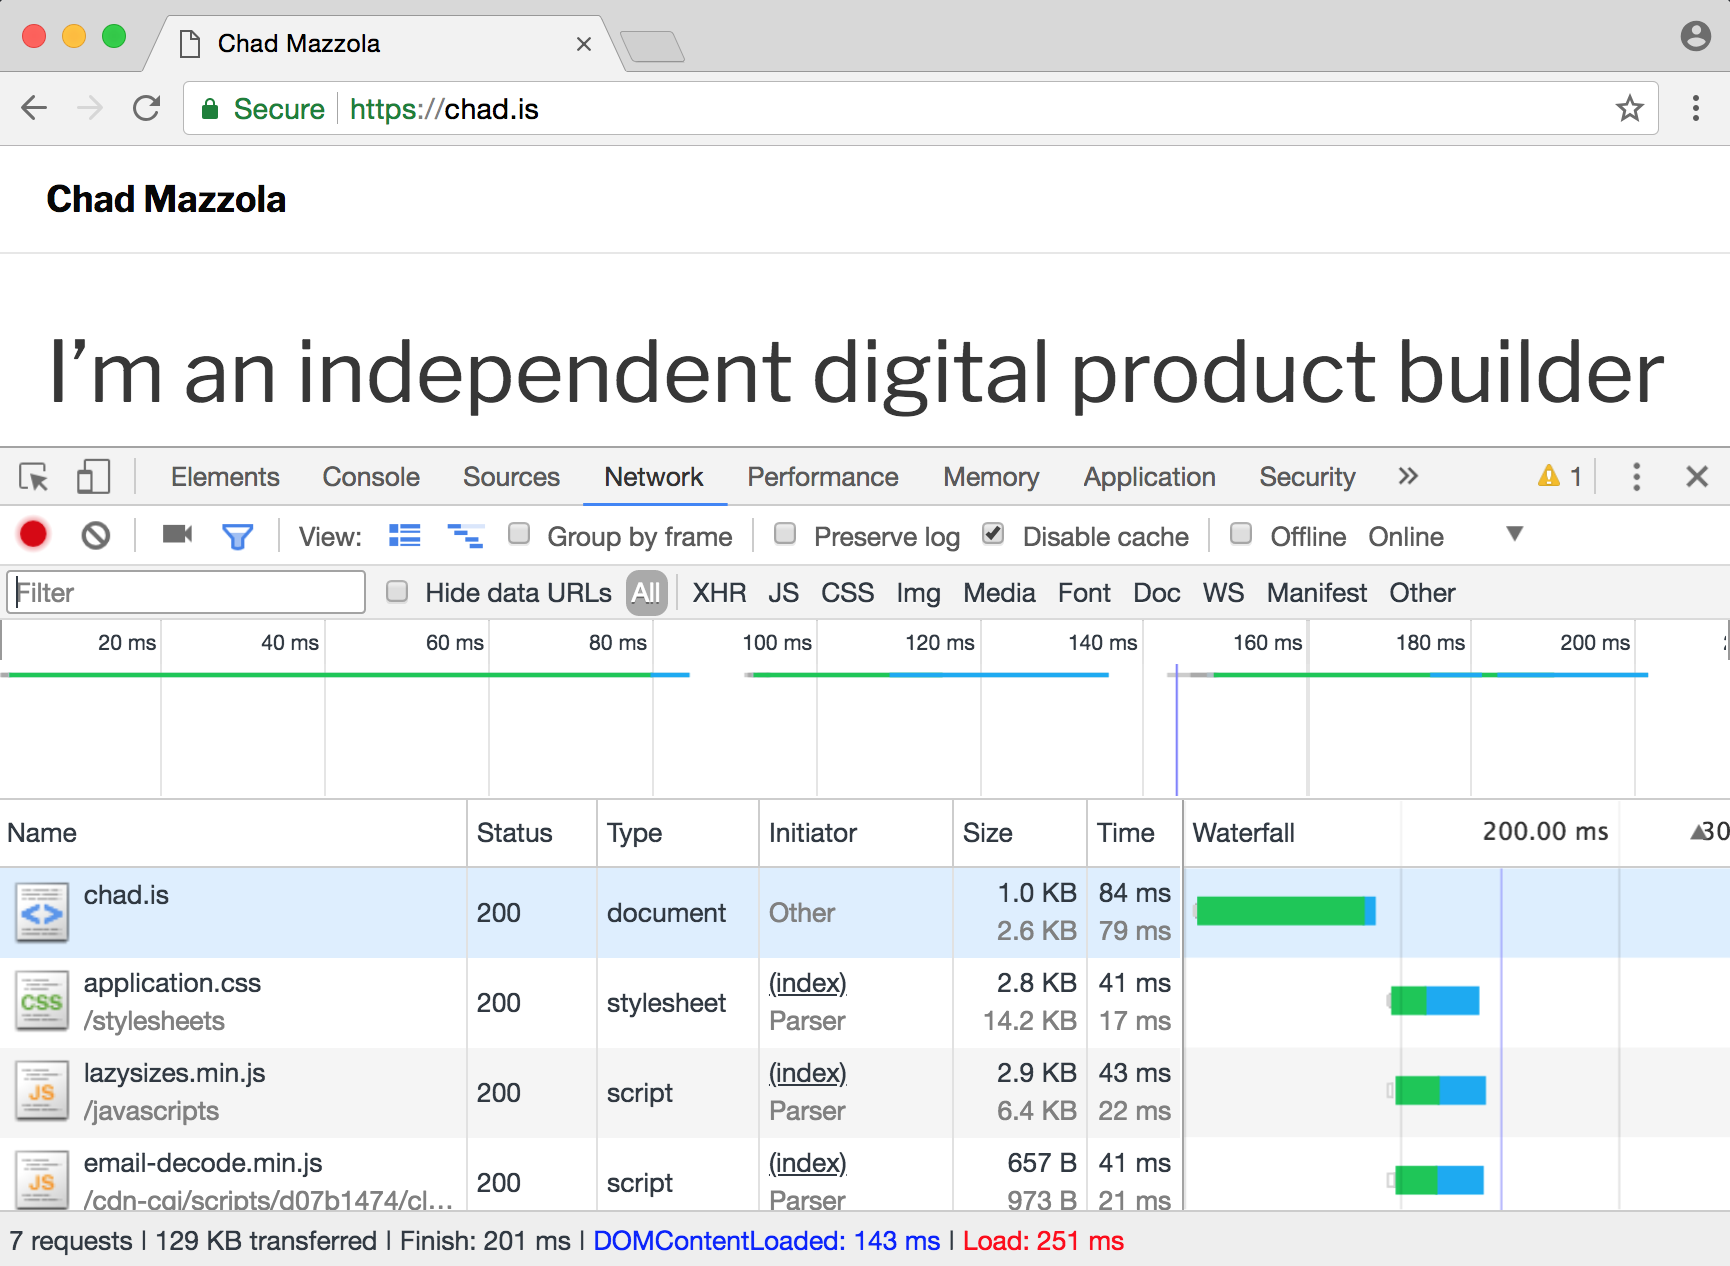 Chad Mazzola
Secure https://chad.is
Chad Mazzola
I’m an independent digital product builder
Elements Console Sources Network Performance Memory Application Security » 1
View: Group by frame Preserve log Disable cache Offline Online
Filter Hide data URLs All XHR JS CSS Img Media Font Doc WS Manifest Other
20 ms 40 ms 60 ms 80 ms 100 ms 120 ms 140 ms 160 ms 180 ms 200 ms
Name Status Type Initiator Size Time Waterfall 200.00 ms 30
chad.is 200 document Other 1.0 KB 84 ms
2.6 KB 79 ms
CSS application.css 200 stylesheet (index) 2.8 KB 41 ms
/stylesheets Parser 14.2 KB 17 ms
JS lazysizes.min.js 200 script (index) 2.9 KB 43 ms
/javascripts Parser 6.4 KB 22 ms
JS email-decode.min.js 200 script (index) 657 B 41 ms
/cdn-cgi/scripts/d07b1474/cl… Parser 973 B 21 ms
7 requests | 129 KB transferred | Finish: 201 ms | DOMContentLoaded: 143 ms | Load: 251 ms